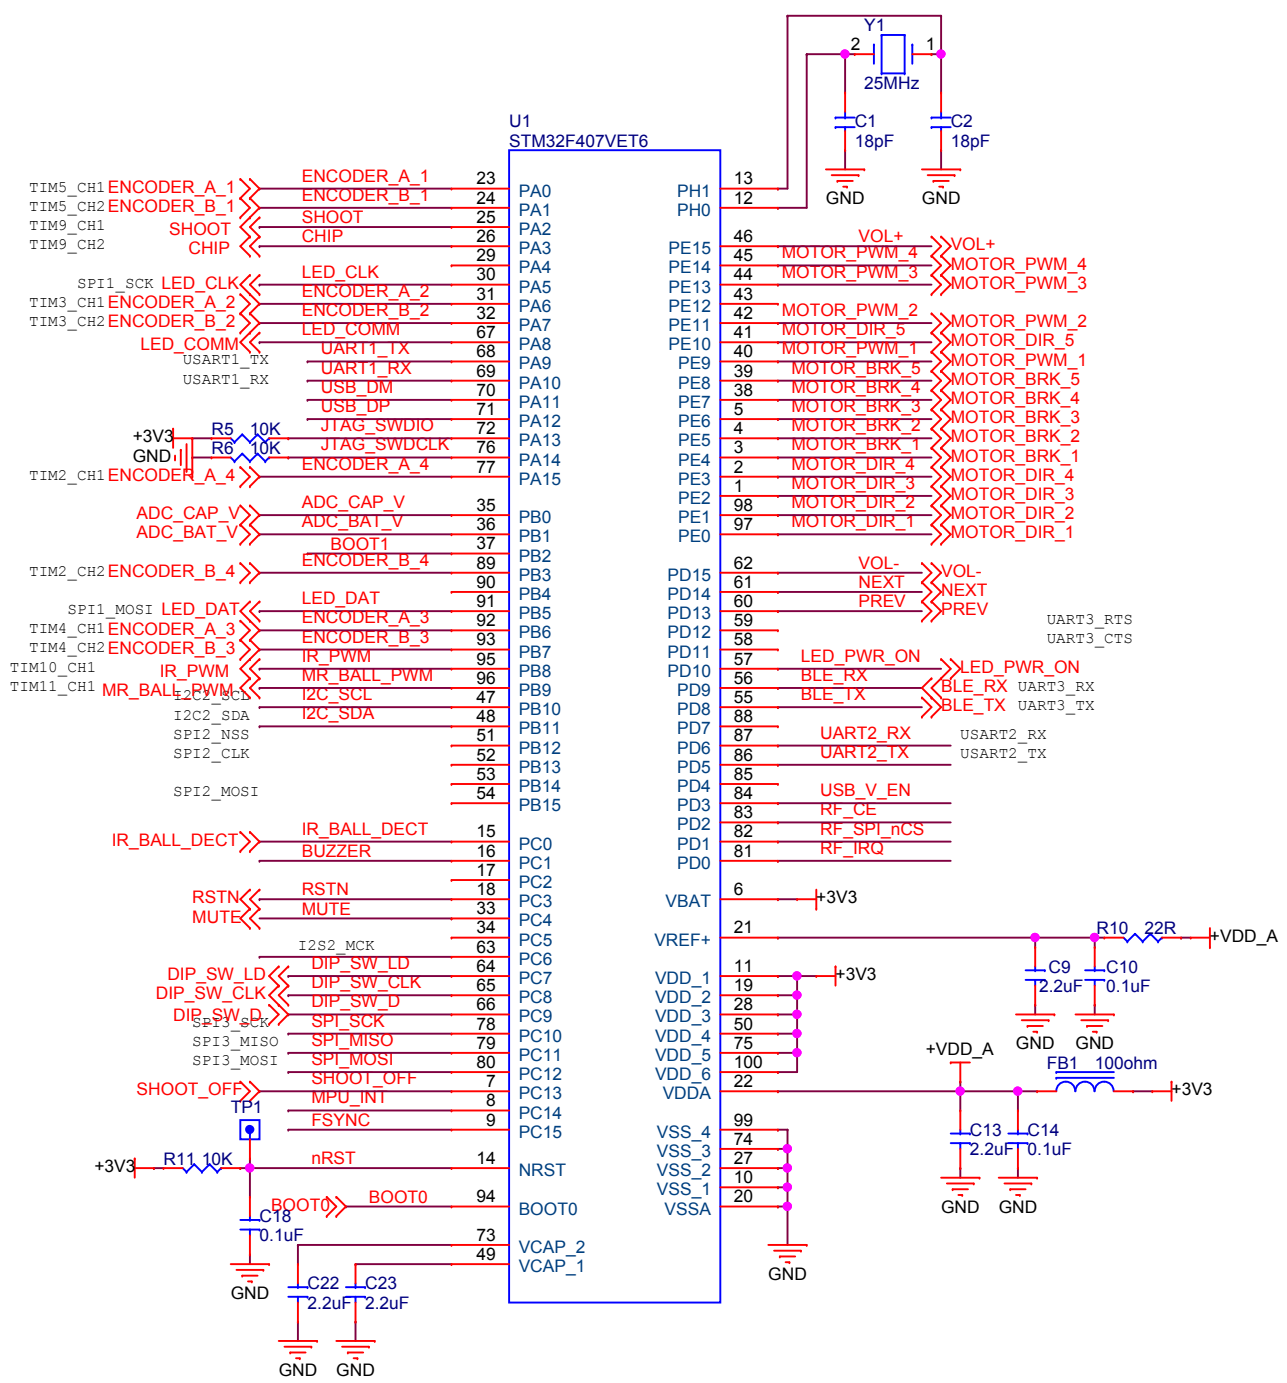 Y1
2 1
25MHz
C1
18pF
C2
18pF
GND
GND
U1
STM32F407VET6
TIM5_CH1 ENCODER_A_1 ENCODER_A_1 23 PA0
TIM5_CH2 ENCODER_B_1 ENCODER_B_1 24 PA1
TIM9_CH1 SHOOT SHOOT 25 PA2
TIM9_CH2 CHIP CHIP 26 PA3
29 PA4
SPI1_SCK LED_CLK LED_CLK 30 PA5
TIM3_CH1 ENCODER_A_2 ENCODER_A_2 31 PA6
TIM3_CH2 ENCODER_B_2 ENCODER_B_2 32 PA7
LED_COMM LED_COMM 67 PA8
USART1_TX UART1_TX 68 PA9
USART1_RX UART1_RX 69 PA10
USB_DM 70 PA11
USB_DP 71 PA12
+3V3 R5 10K JTAG_SWDIO 72 PA13
GND R6 10K JTAG_SWDCLK 76 PA14
TIM2_CH1 ENCODER_A_4 ENCODER_A_4 77 PA15
ADC_CAP_V ADC_CAP_V 35 PB0
ADC_BAT_V ADC_BAT_V 36 PB1
BOOT1 37 PB2
TIM2_CH2 ENCODER_B_4 ENCODER_B_4 89 PB3
90 PB4
SPI1_MOSI LED_DAT LED_DAT 91 PB5
TIM4_CH1 ENCODER_A_3 ENCODER_A_3 92 PB6
TIM4_CH2 ENCODER_B_3 ENCODER_B_3 93 PB7
TIM10_CH1 IR_PWM IR_PWM 95 PB8
TIM11_CH1 MR_BALL_PWM MR_BALL_PWM 96 PB9
I2C2_SCL I2C_SCL 47 PB10
I2C2_SDA I2C_SDA 48 PB11
SPI2_NSS 51 PB12
SPI2_CLK 52 PB13
53 PB14
SPI2_MOSI 54 PB15
IR_BALL_DECT IR_BALL_DECT 15 PC0
BUZZER 16 PC1
17 PC2
RSTN RSTN 18 PC3
MUTE MUTE 33 PC4
34 PC5
I2S2_MCK 63 PC6
DIP_SW_LD DIP_SW_LD 64 PC7
DIP_SW_CLK DIP_SW_CLK 65 PC8
DIP_SW_D DIP_SW_D 66 PC9
SPI3_SCK SPI_SCK 78 PC10
SPI3_MISO SPI_MISO 79 PC11
SPI3_MOSI SPI_MOSI 80 PC12
SHOOT_OFF SHOOT_OFF 7 PC13
MPU_INT 8 PC14
TP1 FSYNC 9 PC15
+3V3 R11 10K nRST 14 NRST
BOOT0 BOOT0 94 BOOT0
C18
0.1uF
GND
73 VCAP_2
49 VCAP_1
C22
2.2uF
C23
2.2uF
GND
GND
PH1 13
PH0 12
PE15 46 VOL+ VOL+
PE14 45 MOTOR_PWM_4 MOTOR_PWM_4
PE13 44 MOTOR_PWM_3 MOTOR_PWM_3
PE12 43
PE11 42 MOTOR_PWM_2 MOTOR_PWM_2
PE10 41 MOTOR_DIR_5 MOTOR_DIR_5
PE9 40 MOTOR_PWM_1 MOTOR_PWM_1
PE8 39 MOTOR_BRK_5 MOTOR_BRK_5
PE7 38 MOTOR_BRK_4 MOTOR_BRK_4
PE6 5 MOTOR_BRK_3 MOTOR_BRK_3
PE5 4 MOTOR_BRK_2 MOTOR_BRK_2
PE4 3 MOTOR_BRK_1 MOTOR_BRK_1
PE3 2 MOTOR_DIR_4 MOTOR_DIR_4
PE2 1 MOTOR_DIR_3 MOTOR_DIR_3
PE1 98 MOTOR_DIR_2 MOTOR_DIR_2
PE0 97 MOTOR_DIR_1 MOTOR_DIR_1
PD15 62 VOL- VOL-
PD14 61 NEXT NEXT
PD13 60 PREV PREV
PD12 59 UART3_RTS
PD11 58 UART3_CTS
PD10 57 LED_PWR_ON LED_PWR_ON
PD9 56 BLE_RX BLE_RX UART3_RX
PD8 55 BLE_TX BLE_TX UART3_TX
PD7 88
PD6 87 UART2_RX USART2_RX
PD5 86 UART2_TX USART2_TX
PD4 85
PD3 84 USB_V_EN
PD2 83 RF_CE
PD1 82 RF_SPI_nCS
PD0 81 RF_IRQ
VBAT 6 +3V3
VREF+ 21 R10 22R +VDD_A
C9
2.2uF
C10
0.1uF
GND
GND
VDD_1 11 +3V3
VDD_2 19
VDD_3 28
VDD_4 50
VDD_5 75
VDD_6 100
+VDD_A
FB1 100ohm
VDDA 22 +3V3
C13
2.2uF
C14
0.1uF
GND
GND
VSS_4 99
VSS_3 74
VSS_2 27
VSS_1 10
VSSA 20
GND